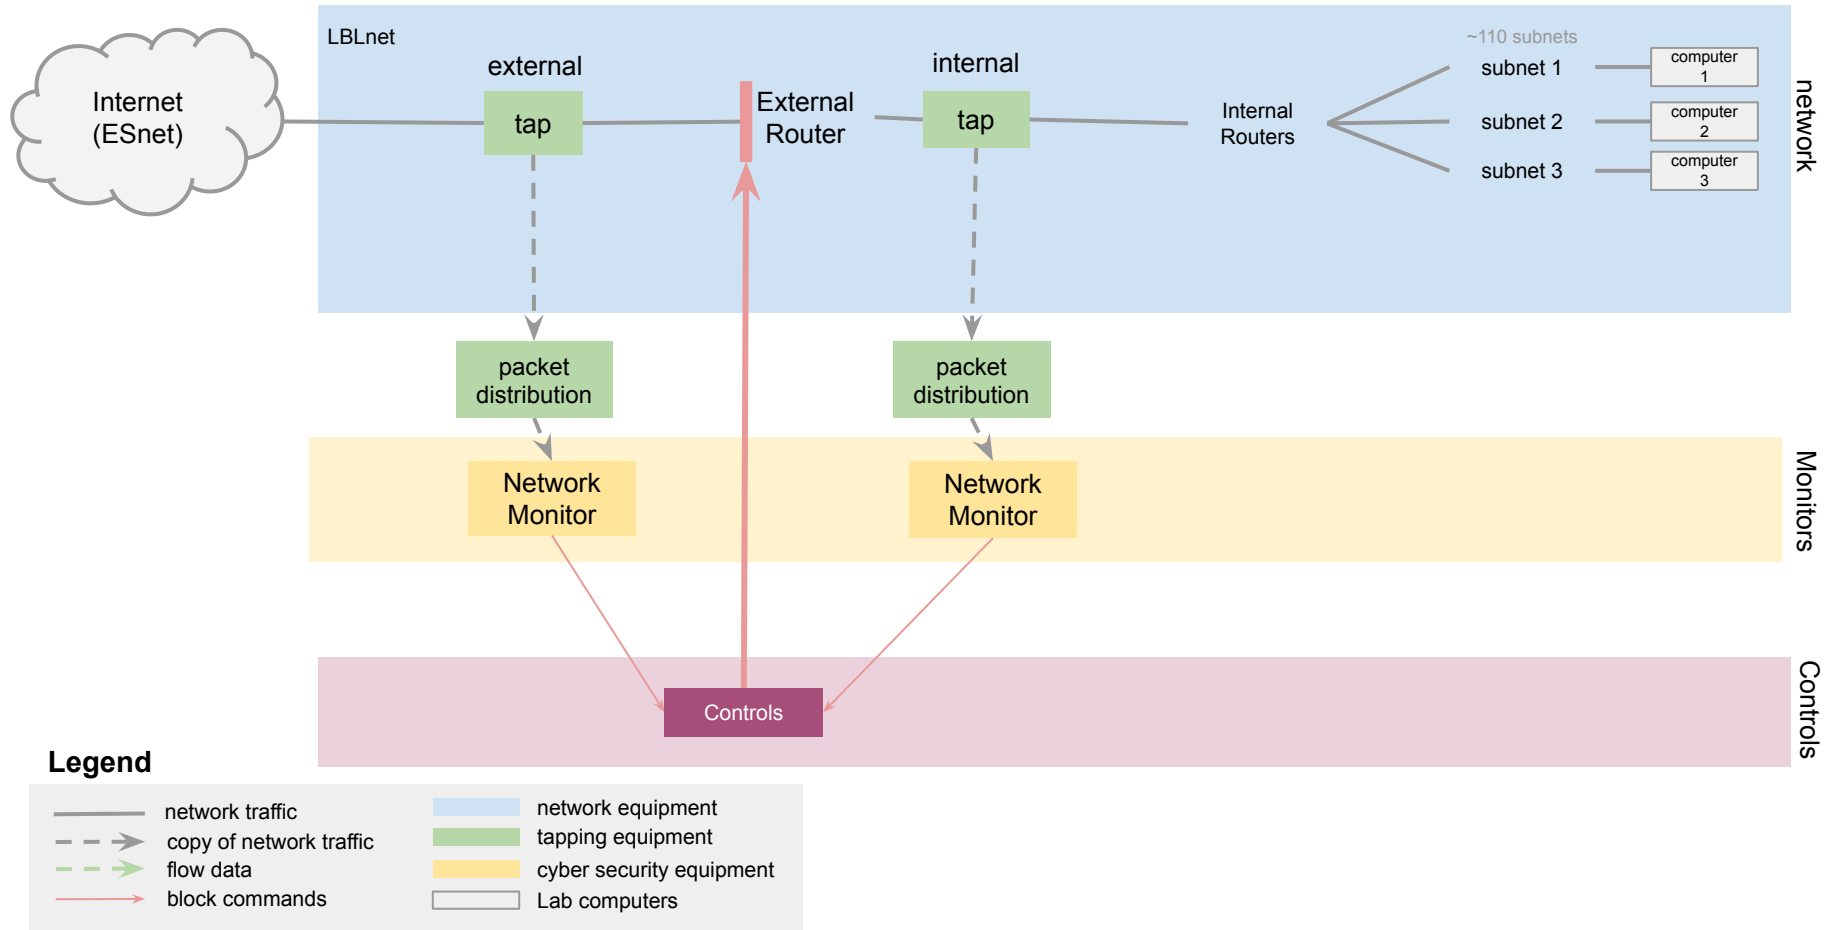 LBLnet
Internet
(ESnet)
external
tap
External
Router
internal
tap
Internal
Routers
~110 subnets
subnet 1
subnet 2
subnet 3
computer
1
computer
2
computer
3
network
packet
distribution
packet
distribution
Network
Monitor
Network
Monitor
Monitors
Controls
Controls
Legend
network traffic
copy of network traffic
flow data
block commands
network equipment
tapping equipment
cyber security equipment
Lab computers